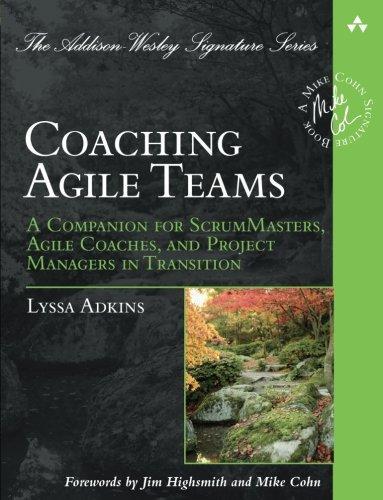 The Addison-Wesley Signature Series
A MIKE COHN SIGNATURE BOOK
Mike Cohn
COACHING
AGILE TEAMS
A COMPANION FOR SCRUMMASTERS,
AGILE COACHES, AND PROJECT
MANAGERS IN TRANSITION
LYSSA ADKINS
Forewords by Jim Highsmith and Mike Cohn